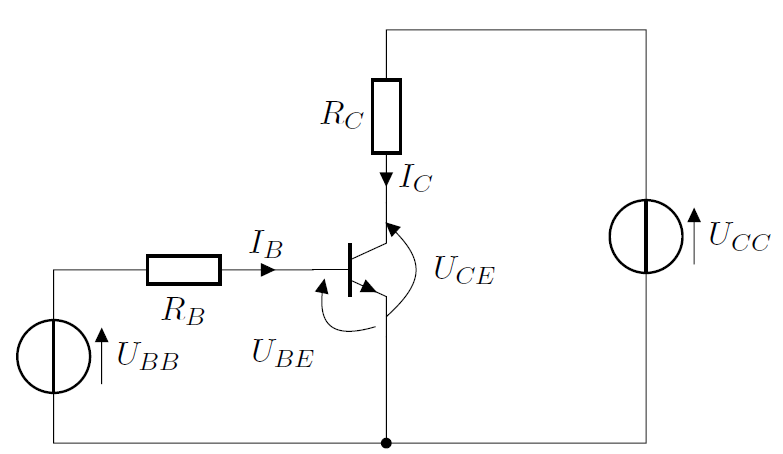 R_C
I_C
I_B
U_CC
U_CE
R_B
U_BE
U_BB